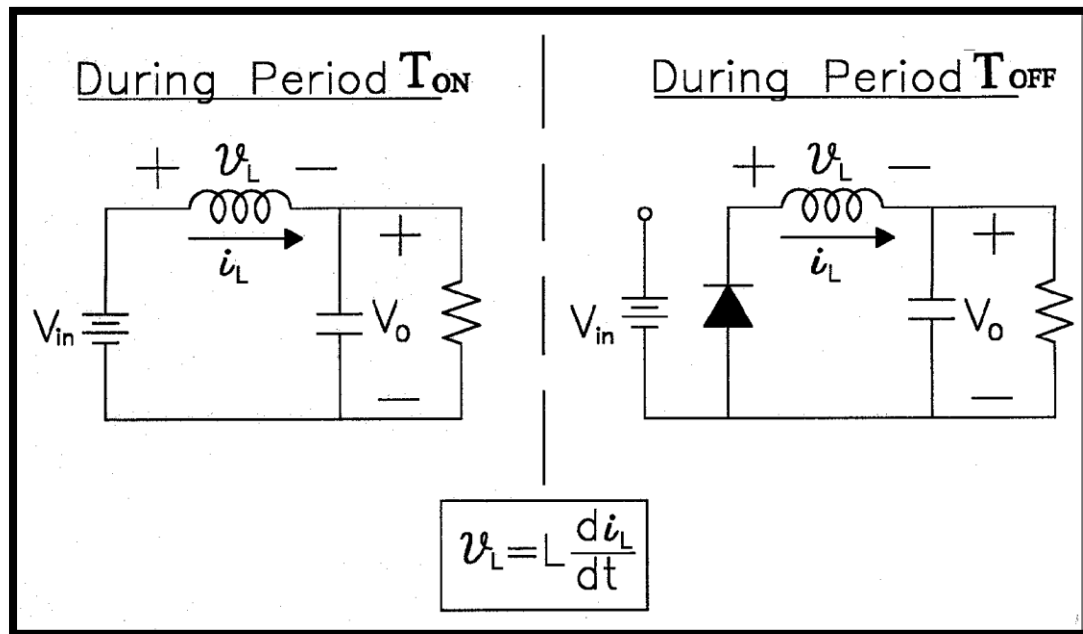 During Period TON
During Period TOFF
+ 𝓋L −
iL
Vin
+
Vo
−
+ 𝓋L −
iL
Vin
+
Vo
−
𝓋L = L diL/dt